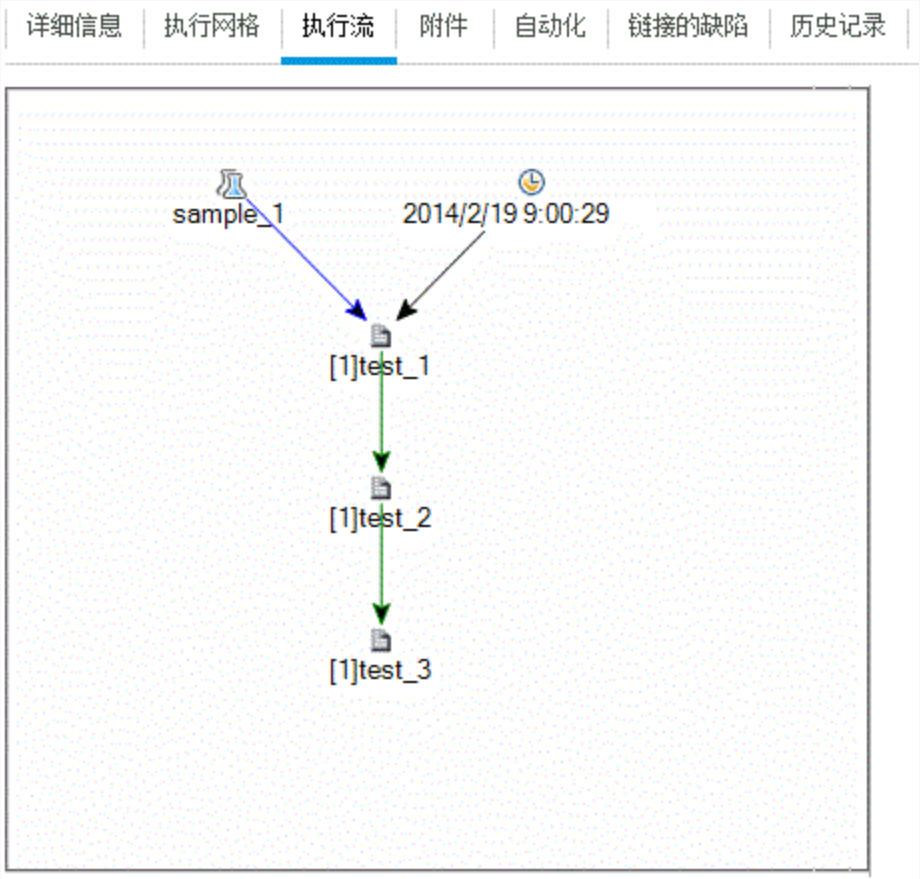 详细信息 执行网格 执行流 附件 自动化 链接的缺陷 历史记录
sample_1 2014/2/19 9:00:29
[1]test_1
[1]test_2
[1]test_3